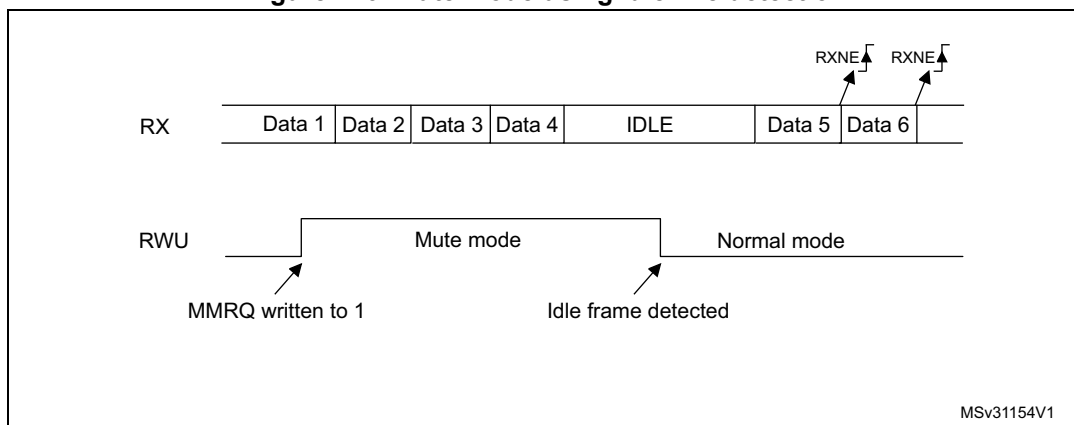 RXNE RXNE
RX Data 1 Data 2 Data 3 Data 4 IDLE Data 5 Data 6
RWU Mute mode Normal mode
MMRQ written to 1 Idle frame detected
MSv31154V1